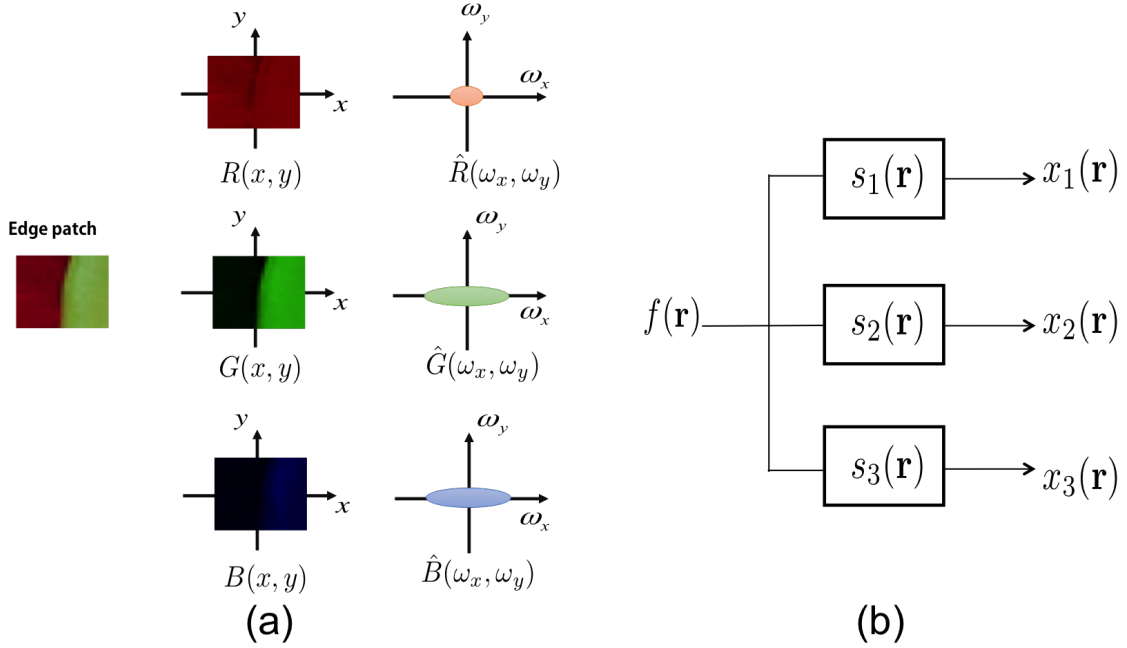 y
x
R(x, y)
ω_y
ω_x
R̂(ω_x, ω_y)
Edge patch
y
x
G(x, y)
ω_y
ω_x
Ĝ(ω_x, ω_y)
y
x
B(x, y)
ω_y
ω_x
B̂(ω_x, ω_y)
(a)
f(r)
s_1(r)
x_1(r)
s_2(r)
x_2(r)
s_3(r)
x_3(r)
(b)